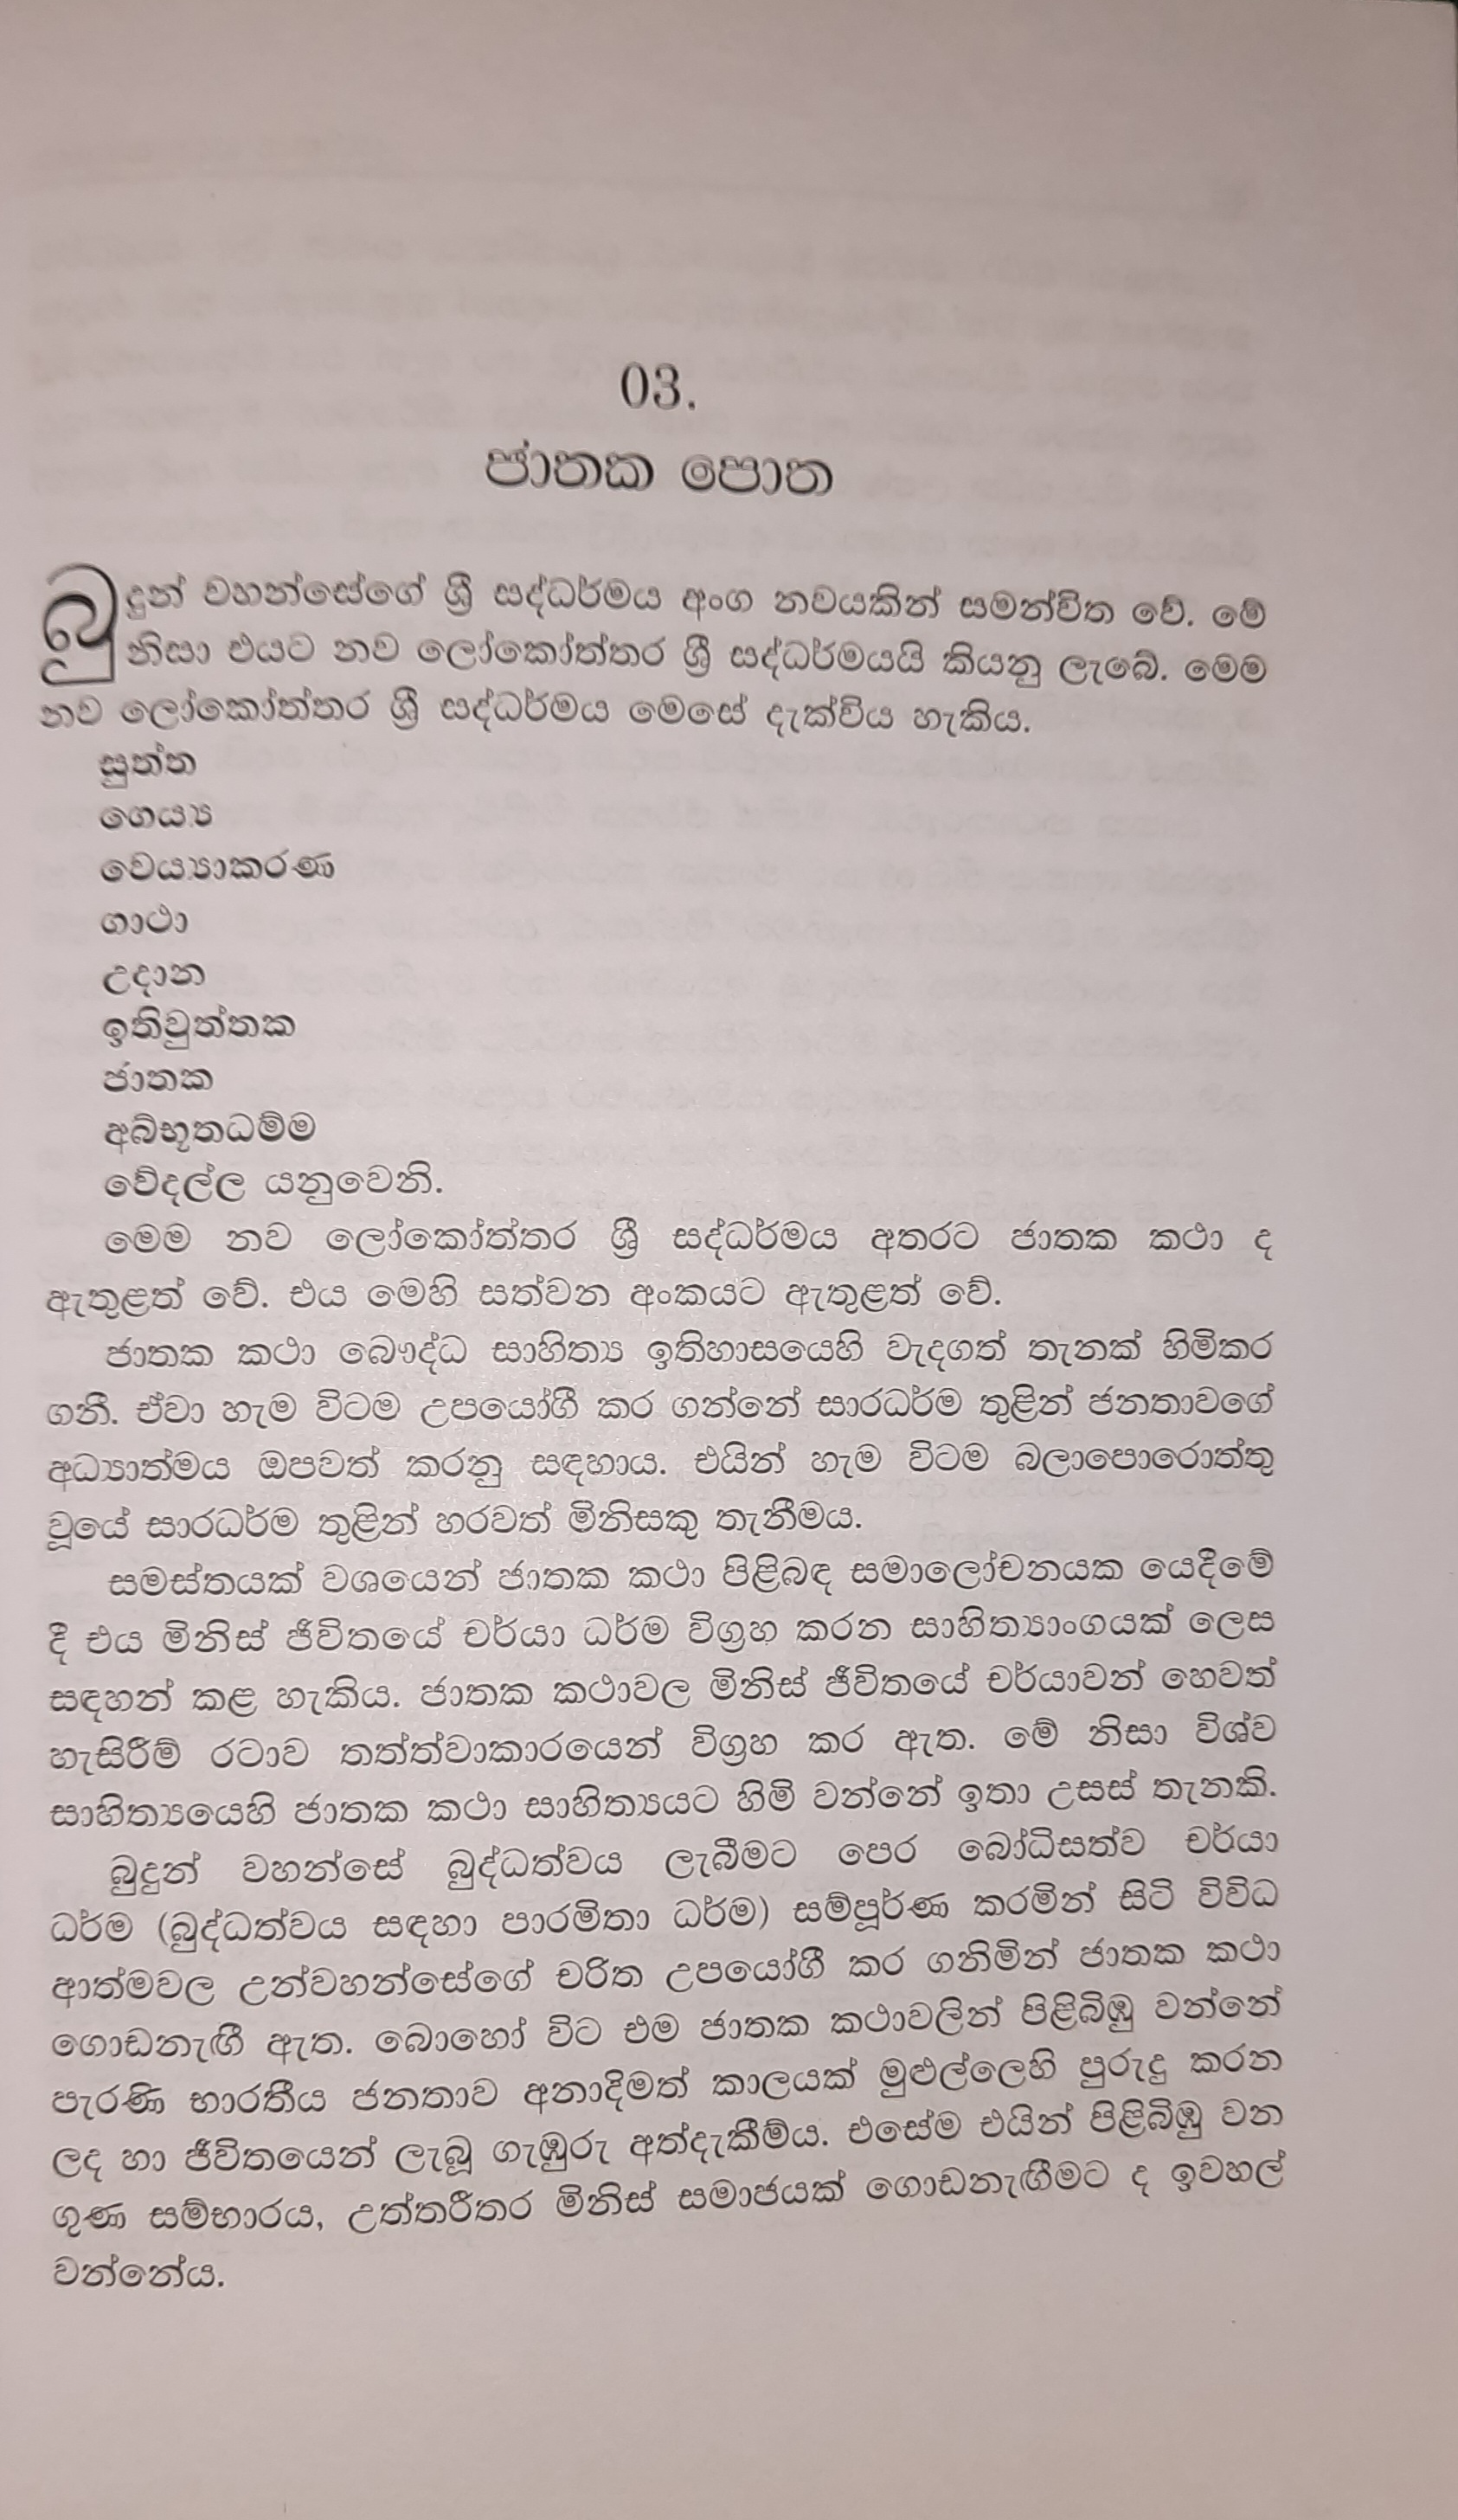 03.
ජාතක පොත
බුදුන් වහන්සේගේ ශ්‍රී සද්ධර්මය අංග නවයකින් සමන්විත වේ. මේ
නිසා එයට නව ලෝකෝත්තර ශ්‍රී සද්ධර්මයයි කියනු ලැබේ. මෙම
නව ලෝකෝත්තර ශ්‍රී සද්ධර්මය මෙසේ දැක්විය හැකිය.
සුත්ත
ගෙය්‍ය
වෙය්‍යාකරණ
ගාථා
උදාන
ඉතිවුත්තක
ජාතක
අබ්භූතධම්ම
වේදල්ල යනුවෙනි.
මෙම නව ලෝකෝත්තර ශ්‍රී සද්ධර්මය අතරට ජාතක කථා ද
ඇතුළත් වේ. එය මෙහි සත්වන අංකයට ඇතුළත් වේ.
ජාතක කථා බෞද්ධ සාහිත්‍ය ඉතිහාසයෙහි වැදගත් තැනක් හිමිකර
ගනී. ඒවා හැම විටම උපයෝගී කර ගන්නේ සාරධර්ම තුළින් ජනතාවගේ
අධ්‍යාත්මය ඔපවත් කරනු සඳහාය. එයින් හැම විටම බලාපොරොත්තු
වූයේ සාරධර්ම තුළින් හරවත් මිනිසකු තැනීමය.
සමස්තයක් වශයෙන් ජාතක කථා පිළිබඳ සමාලෝචනයක යෙදීමේ
දී එය මිනිස් ජීවිතයේ චර්යා ධර්ම විග්‍රහ කරන සාහිත්‍යාංගයක් ලෙස
සඳහන් කළ හැකිය. ජාතක කථාවල මිනිස් ජීවිතයේ චර්යාවන් හෙවත්
හැසිරීම් රටාව තත්ත්වාකාරයෙන් විග්‍රහ කර ඇත. මේ නිසා විශ්ව
සාහිත්‍යයෙහි ජාතක කථා සාහිත්‍යයට හිමි වන්නේ ඉතා උසස් තැනකි.
බුදුන් වහන්සේ බුද්ධත්වය ලැබීමට පෙර බෝධිසත්ව චර්යා
ධර්ම (බුද්ධත්වය සඳහා පාරමිතා ධර්ම) සම්පූර්ණ කරමින් සිටි විවිධ
ආත්මවල උන්වහන්සේගේ චරිත උපයෝගී කර ගනිමින් ජාතක කථා
ගොඩනැඟී ඇත. බොහෝ විට එම ජාතක කථාවලින් පිළිබිඹු වන්නේ
පැරණි භාරතීය ජනතාව අනාදිමත් කාලයක් මුළුල්ලෙහි පුරුදු කරන
ලද හා ජීවිතයෙන් ලැබූ ගැඹුරු අත්දැකීම්ය. එසේම එයින් පිළිබිඹු වන
ගුණ සම්භාරය, උත්තරීතර මිනිස් සමාජයක් ගොඩනැඟීමට ද ඉවහල්
වන්නේය.